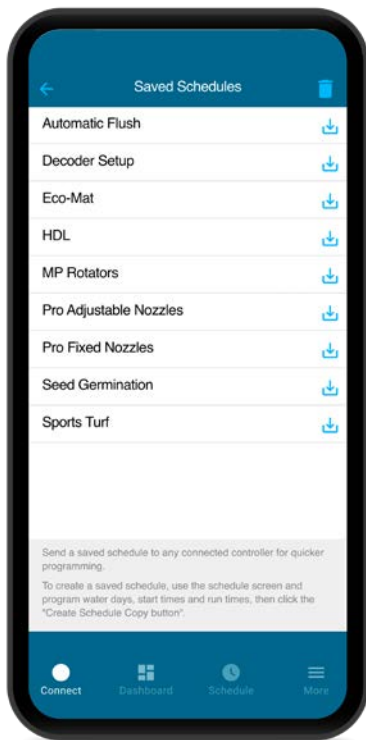 Saved Schedules
Automatic Flush
Decoder Setup
Eco-Mat
HDL
MP Rotators
Pro Adjustable Nozzles
Pro Fixed Nozzles
Seed Germination
Sports Turf
Send a saved schedule to any connected controller for quicker
programming.
To create a saved schedule, use the schedule screen and
program water days, start times and run times, then click the
"Create Schedule Copy button".
Connect Dashboard Schedule More